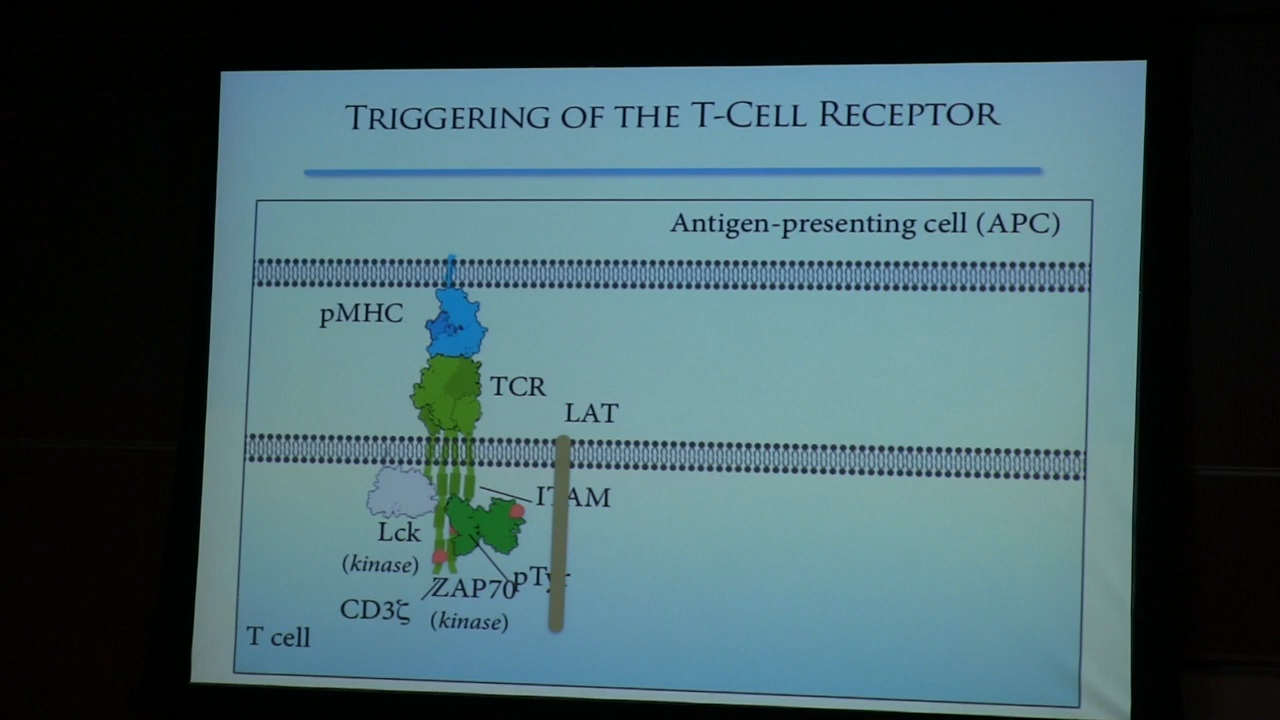 TRIGGERING OF THE T-CELL RECEPTOR
Antigen-presenting cell (APC)
pMHC
TCR
LAT
ITAM
Lck
(kinase)
pTyr
ZAP70
(kinase)
CD3ζ
T cell